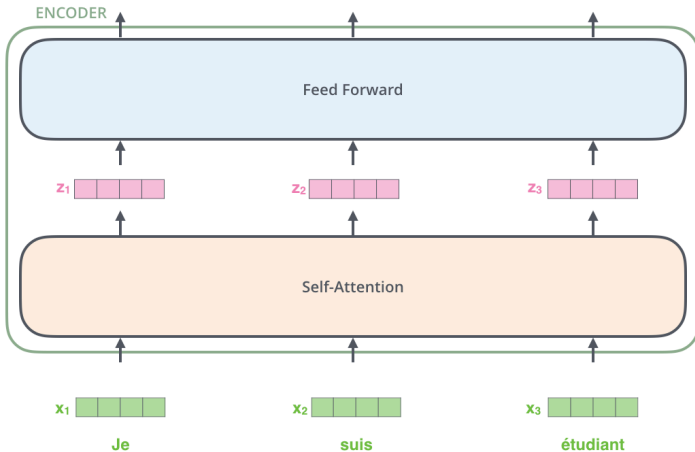 ENCODER
Feed Forward
z₁ z₂ z₃
Self-Attention
x₁ x₂ x₃
Je suis étudiant